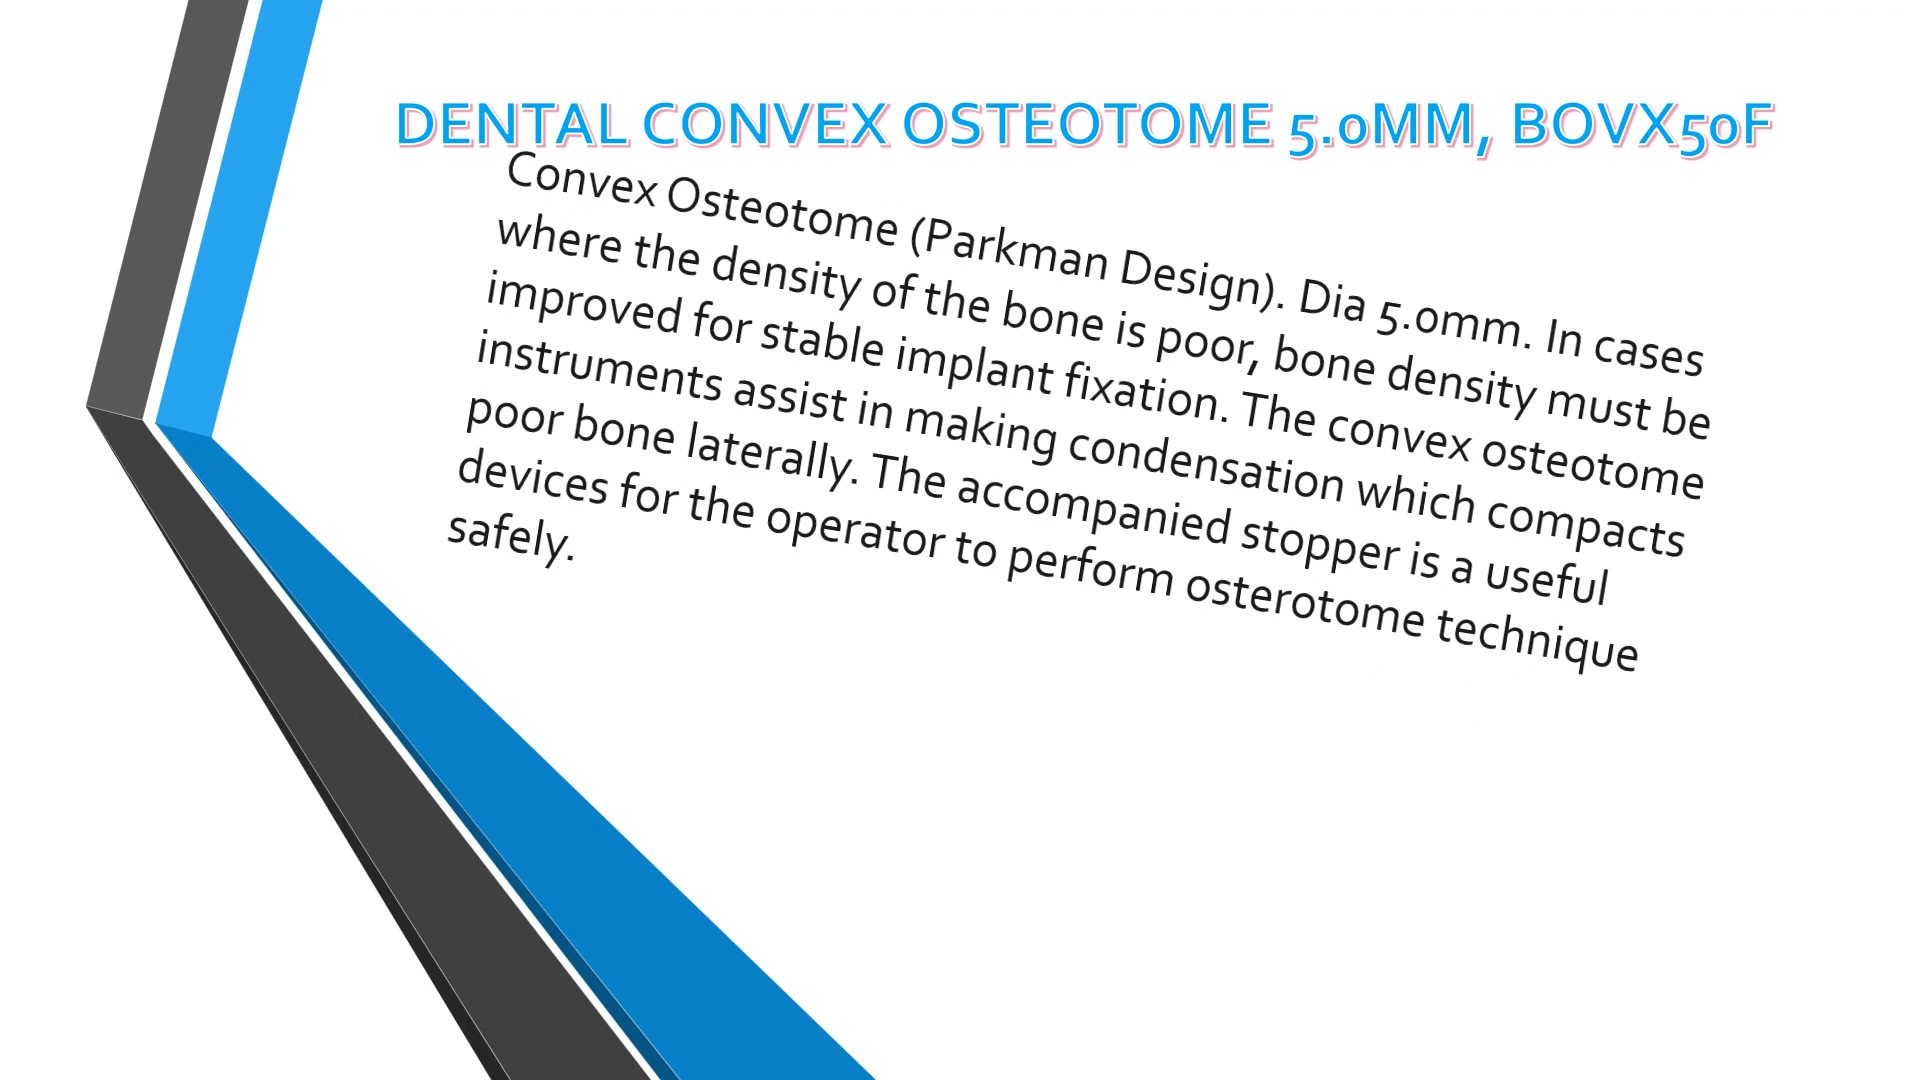 DENTAL CONVEX OSTEOTOME 5.0MM, BOVX50F
Convex Osteotome (Parkman Design). Dia 5.0mm. In cases
where the density of the bone is poor, bone density must be
improved for stable implant fixation. The convex osteotome
instruments assist in making condensation which compacts
poor bone laterally. The accompanied stopper is a useful
devices for the operator to perform osterotome technique
safely.